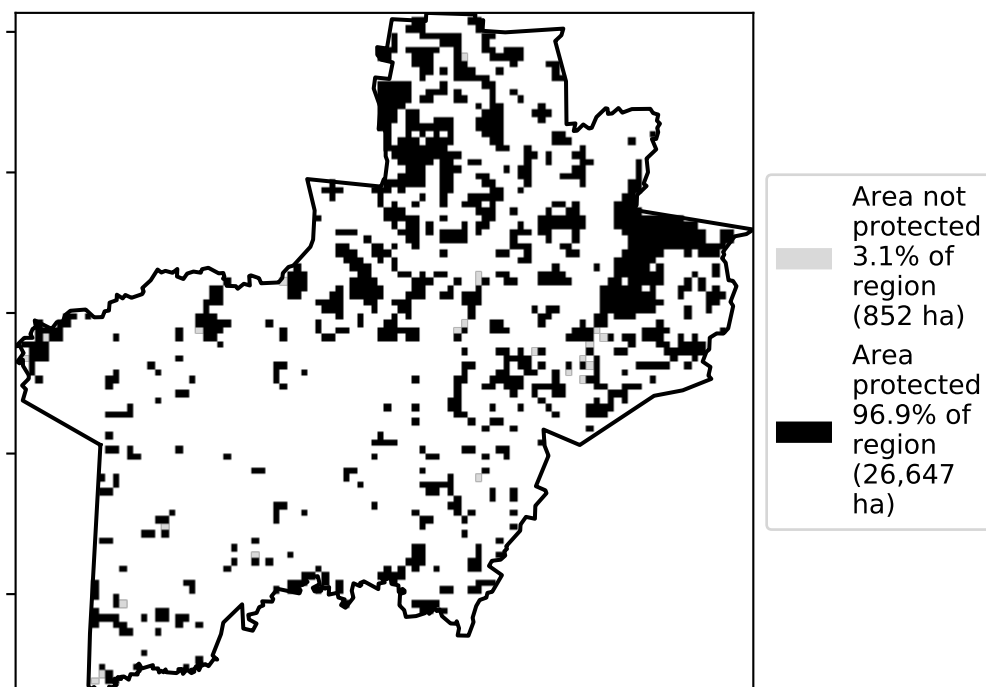 Area not
protected
3.1% of
region
(852 ha)
Area
protected
96.9% of
region
(26,647
ha)